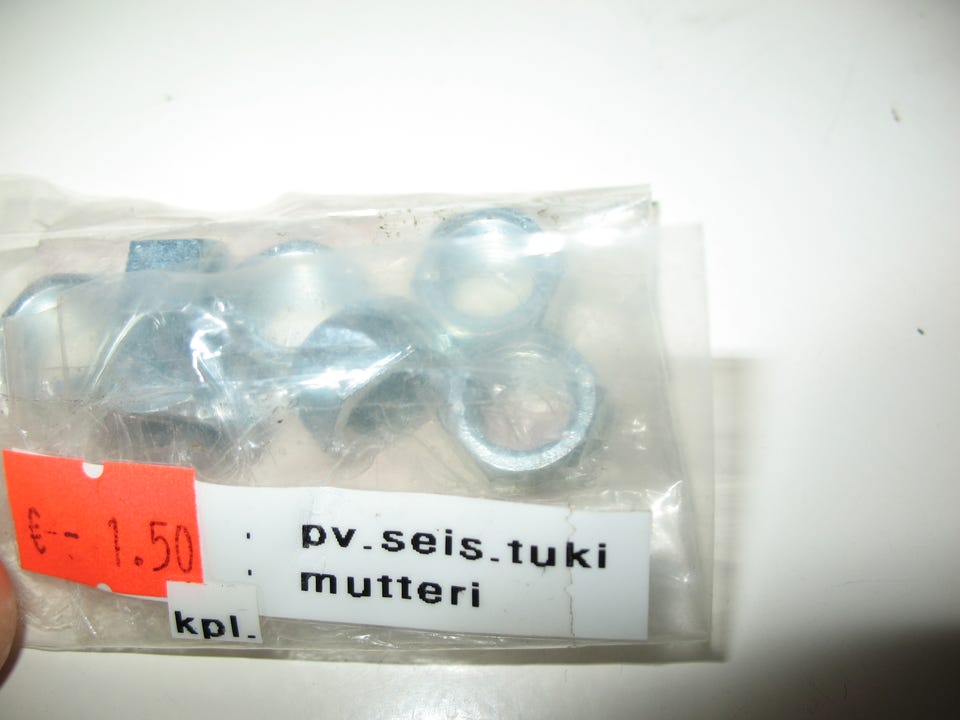 €-- 1.50
: pv.seis.tuki
: mutteri
kpl.